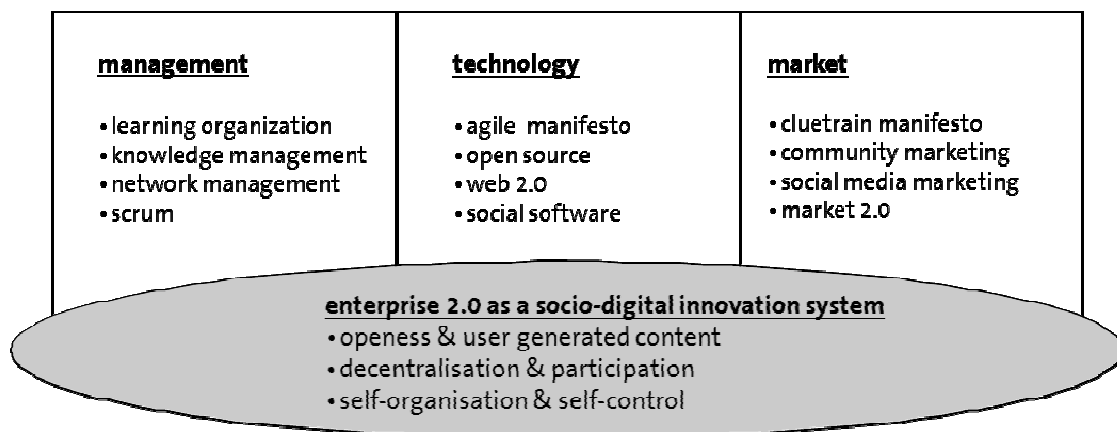 management
• learning organization
• knowledge management
• network management
• scrum
technology
• agile manifesto
• open source
• web 2.0
• social software
market
• cluetrain manifesto
• community marketing
• social media marketing
• market 2.0
enterprise 2.0 as a socio-digital innovation system
• openess & user generated content
• decentralisation & participation
• self-organisation & self-control